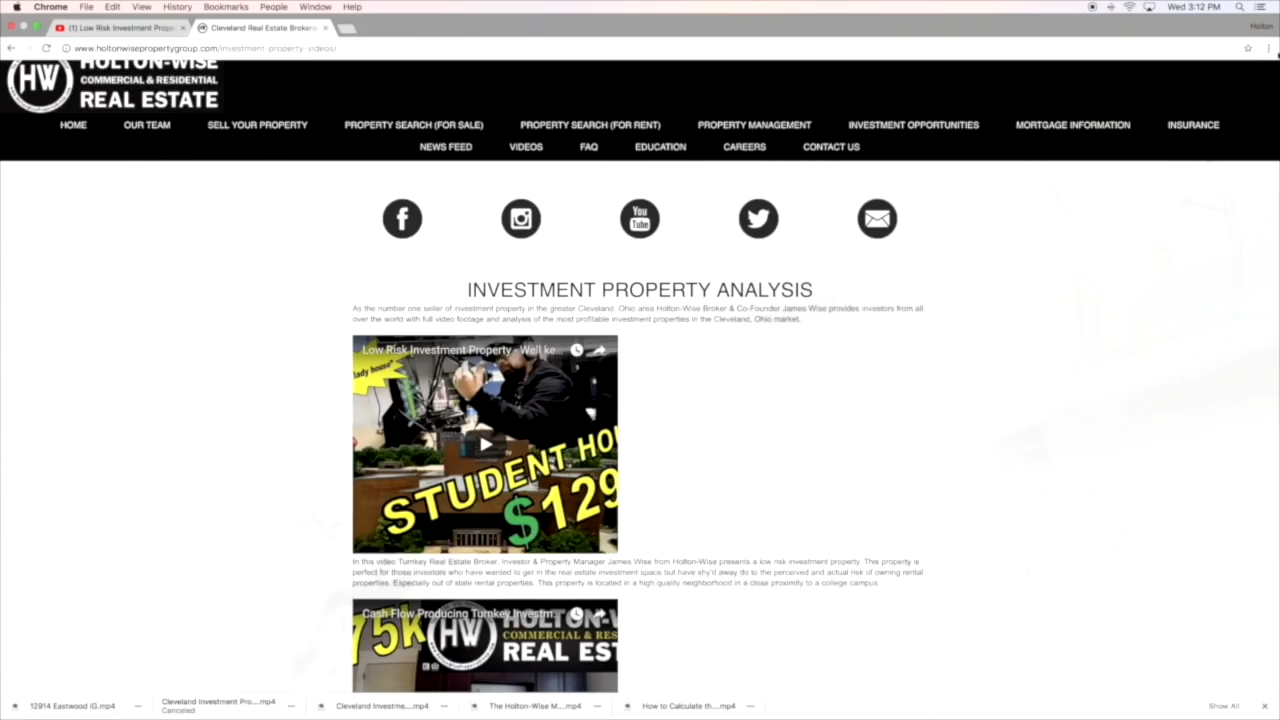 Chrome File Edit View History Bookmarks People Window Help Wed 3:12 PM
(1) Low Risk Investment Prope Cleveland Real Estate Brokera Holton
www.holtonwisepropertygroup.com/investment-property-videos/
HW HOLTON-WISE
COMMERCIAL & RESIDENTIAL
REAL ESTATE
HOME OUR TEAM SELL YOUR PROPERTY PROPERTY SEARCH (FOR SALE) PROPERTY SEARCH (FOR RENT) PROPERTY MANAGEMENT INVESTMENT OPPORTUNITIES MORTGAGE INFORMATION INSURANCE
NEWS FEED VIDEOS FAQ EDUCATION CAREERS CONTACT US
You
Tube
INVESTMENT PROPERTY ANALYSIS
As the number one seller of investment property in the greater Cleveland, Ohio area Holton-Wise Broker & Co-Founder James Wise provides investors from all
over the world with full video footage and analysis of the most profitable investment properties in the Cleveland, Ohio market.
Low Risk Investment Property - Well ke...
lady house"
STUDENT HO
$129
In this video Turnkey Real Estate Broker, Investor & Property Manager James Wise from Holton-Wise presents a low risk investment property. This property is
perfect for those investors who have wanted to get in the real estate investment space but have shy'd away do to the perceived and actual risk of owning rental
properties. Especially out of state rental properties. This property is located in a high quality neighborhood in a close proximity to a college campus
Cash Flow Producing Turnkey Investm...
75k HW HOLTON-W
COMMERCIAL & RES
REAL EST
12914 Eastwood IG.mp4 Cleveland Investment Pro....mp4 Cleveland Investme....mp4 The Holton-Wise M....mp4 How to Calculate th....mp4 Show All
Canceled